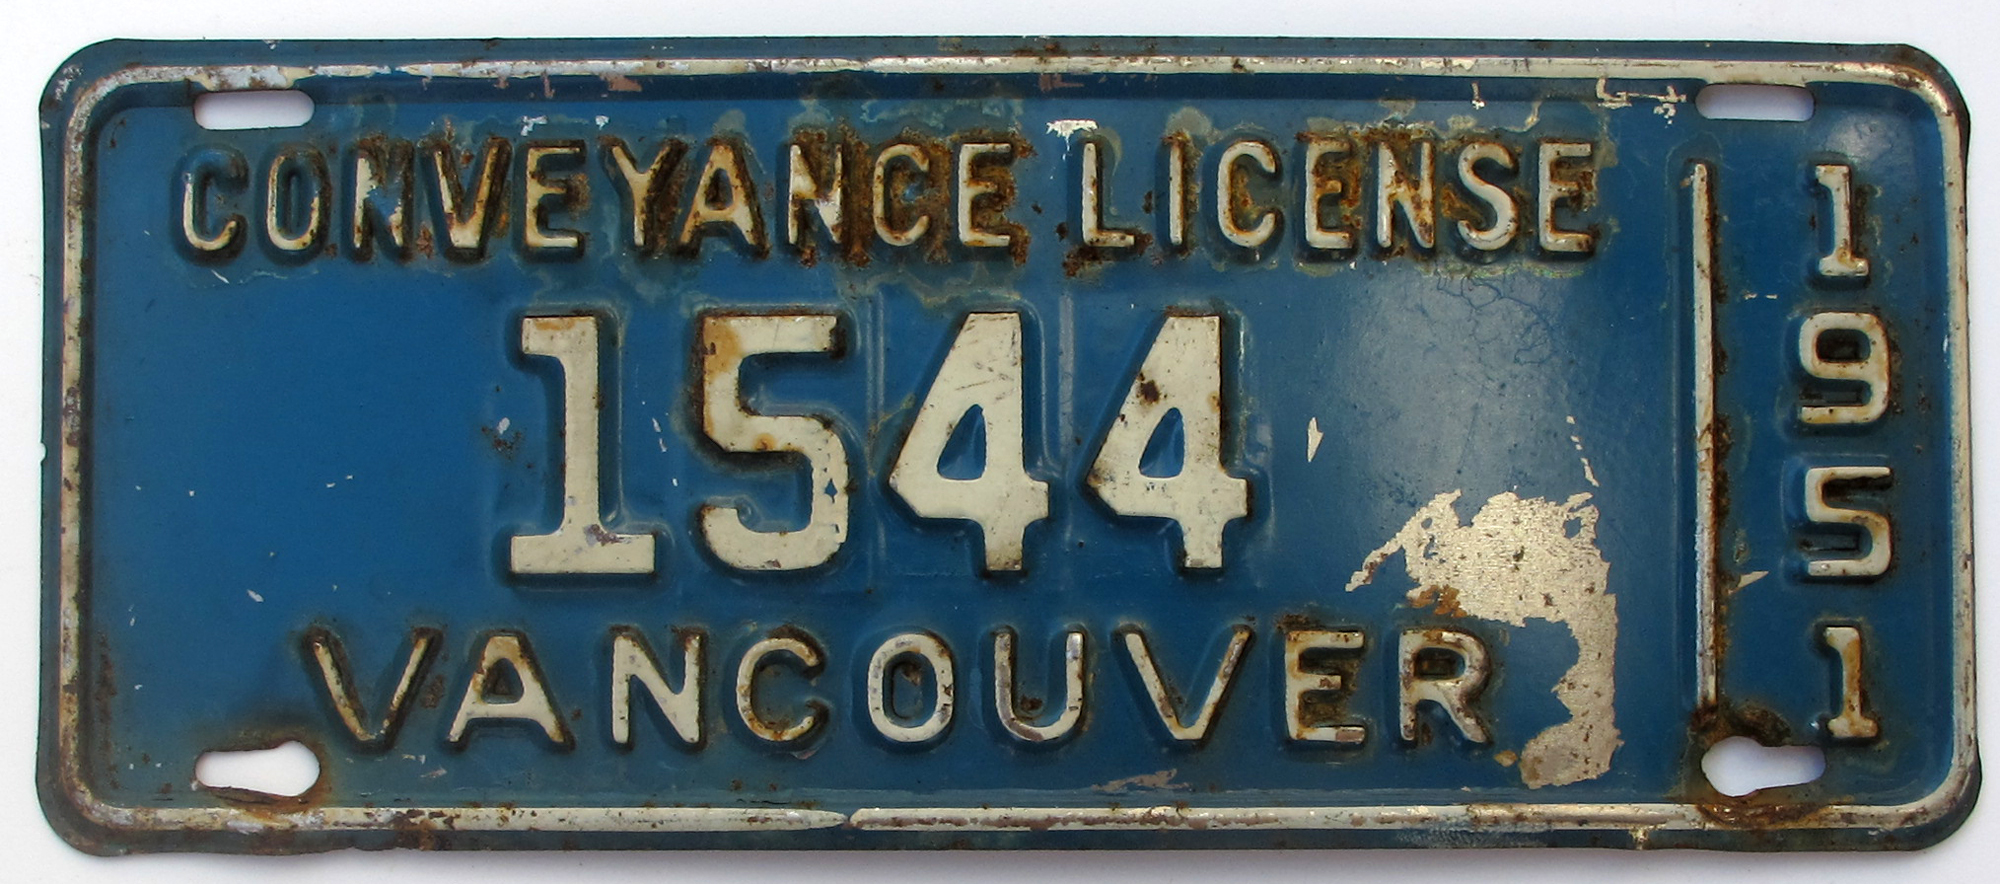 CONVEYANCE LICENSE
1544
VANCOUVER
1951